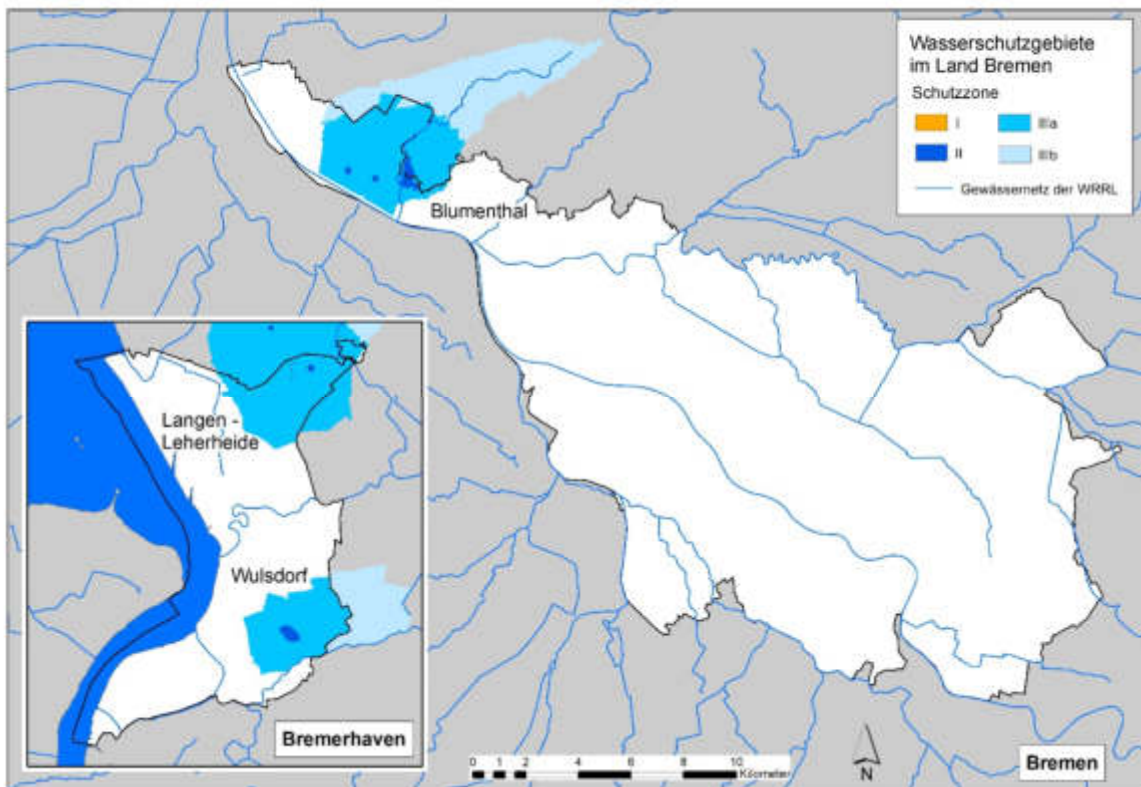 Wasserschutzgebiete
im Land Bremen
Schutzzone
I
IIIa
II
IIIb
Gewässernetz der WRRL
Blumenthal
Langen -
Leherheide
Wulsdorf
Bremerhaven
0 1 2 4 6 8 10
Kilometer
N
Bremen